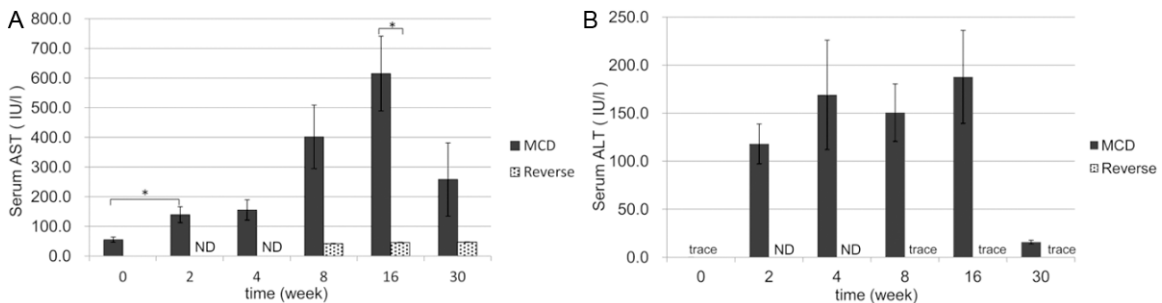 A
800.0
700.0
600.0
500.0
400.0
300.0
200.0
100.0
0.0
Serum AST ( IU/l )
*
*
ND
ND
0
2
4
8
16
30
time (week)
MCD
Reverse
B
250.0
200.0
150.0
100.0
50.0
0.0
Serum ALT ( IU/l )
trace
ND
ND
trace
trace
trace
0
2
4
8
16
30
time (week)
MCD
Reverse